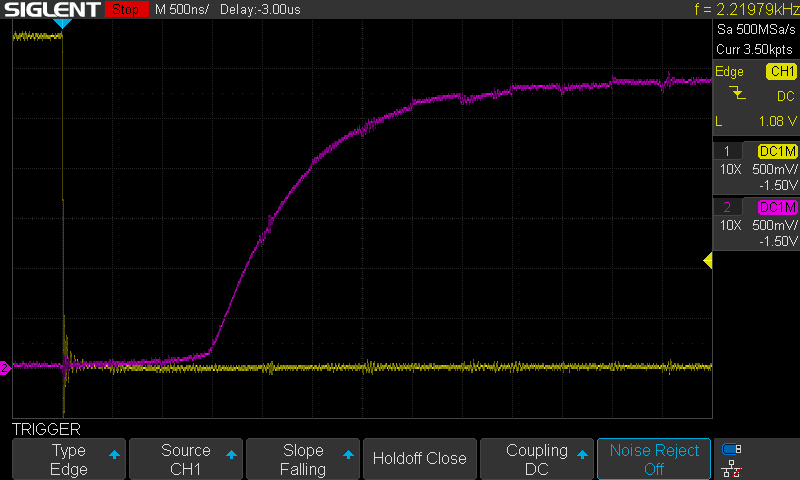 SIGLENT Stop M 500ns/ Delay:-3.00us f = 2.21979kHz
Sa 500MSa/s
Curr 3.50kpts
Edge CH1
DC
L 1.08 V
1 DC1M
10X 500mV/
-1.50V
2 DC1M
10X 500mV/
-1.50V
2
TRIGGER
Type
Edge
Source
CH1
Slope
Falling
Holdoff Close
Coupling
DC
Noise Reject
Off